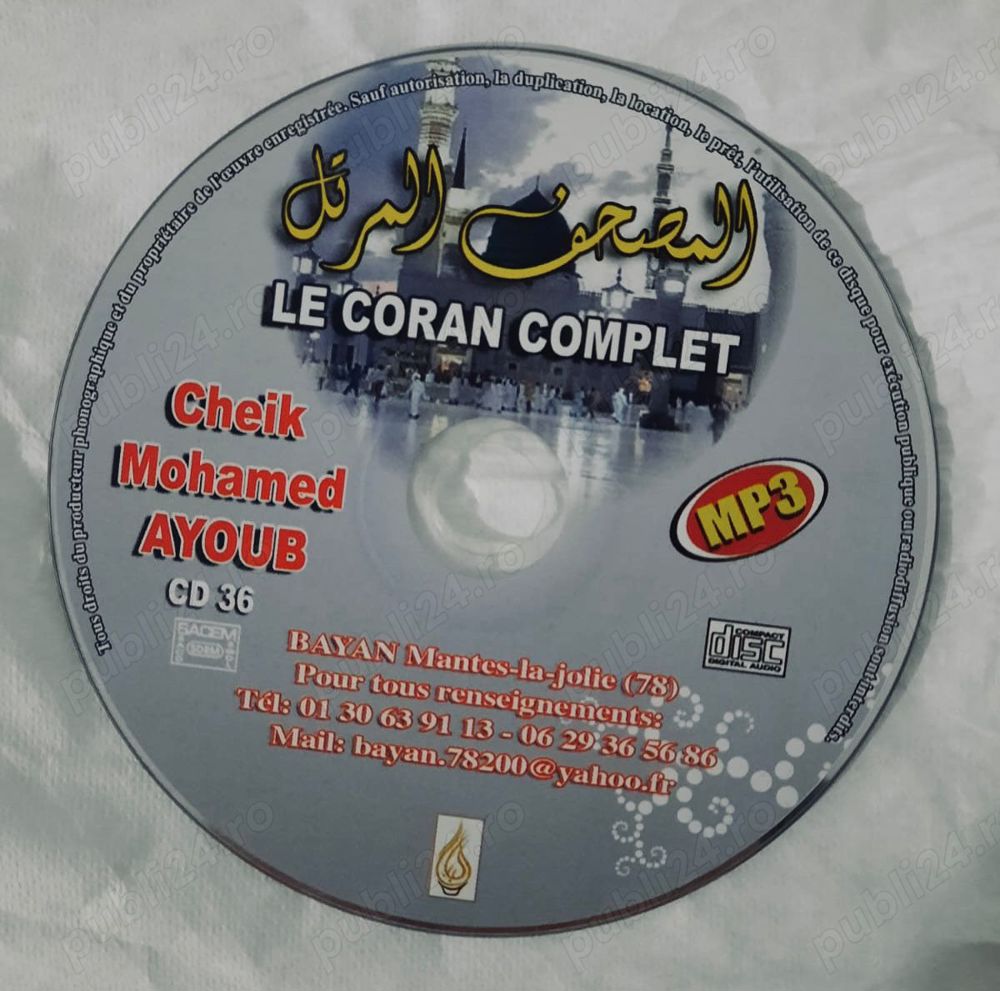 Tous droits du producteur phonographique et du propriétaire de l'œuvre enregistrée. Sauf autorisation, la duplication, la location, le prêt, l'utilisation de ce disque pour exécution publique ou radiodiffusion sont interdits.
المصحف المرتل
LE CORAN COMPLET
Cheik
Mohamed
AYOUB
CD 36
MP3
SACEM
SDRM
COMPACT
disc
DIGITAL AUDIO
BAYAN Mantes-la-jolie (78)
Pour tous renseignements:
Tél: 01 30 63 91 13 - 06 29 36 56 86
Mail: bayan.78200@yahoo.fr
publi24.ro